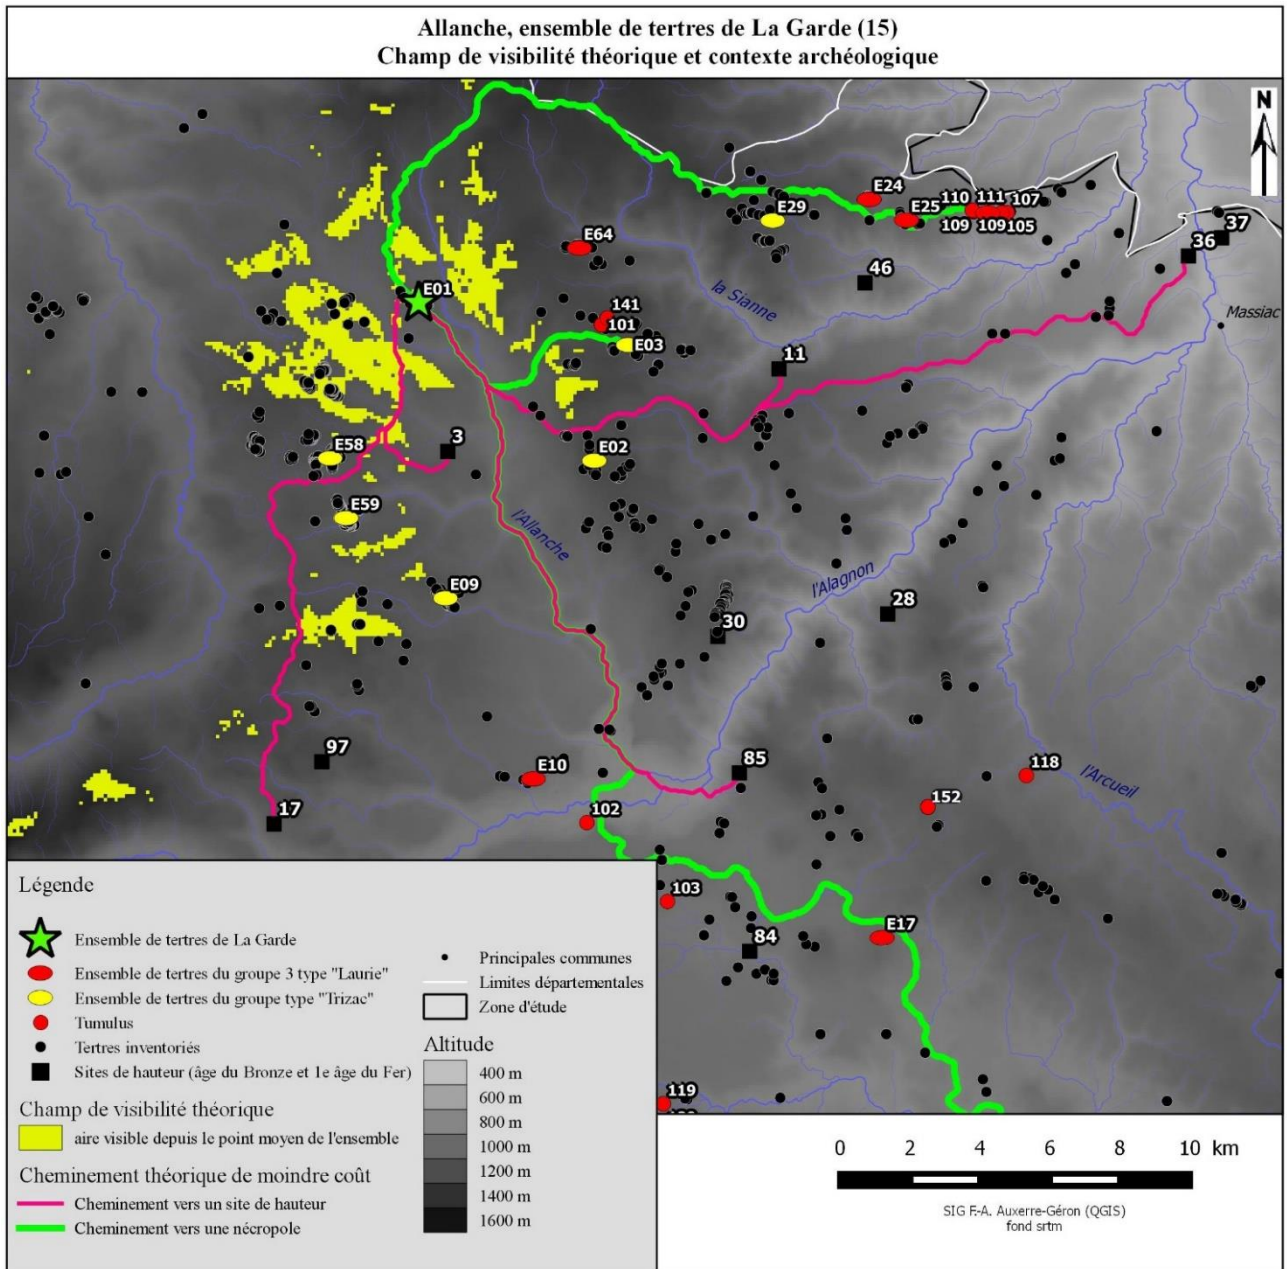 Allanche, ensemble de tertres de La Garde (15)
Champ de visibilité théorique et contexte archéologique
N
E24
110
111
107
E29
E25
109
109
105
37
36
E64
46
E01
la Sianne
141
101
E03
Massiac
11
3
E58
E02
E59
l'Allanche
l'Alagnon
E09
28
30
97
E10
85
118
l'Arcueil
152
17
102
103
E17
84
119
Légende
Ensemble de tertres de La Garde
Ensemble de tertres du groupe 3 type "Laurie"
Ensemble de tertres du groupe type "Trizac"
Tumulus
Tertres inventoriés
Sites de hauteur (âge du Bronze et 1e âge du Fer)
Champ de visibilité théorique
aire visible depuis le point moyen de l'ensemble
Cheminement théorique de moindre coût
Cheminement vers un site de hauteur
Cheminement vers une nécropole
Principales communes
Limites départementales
Zone d'étude
Altitude
400 m
600 m
800 m
1000 m
1200 m
1400 m
1600 m
0 2 4 6 8 10 km
SIG F.-A. Auxerre-Géron (QGIS)
fond srtm